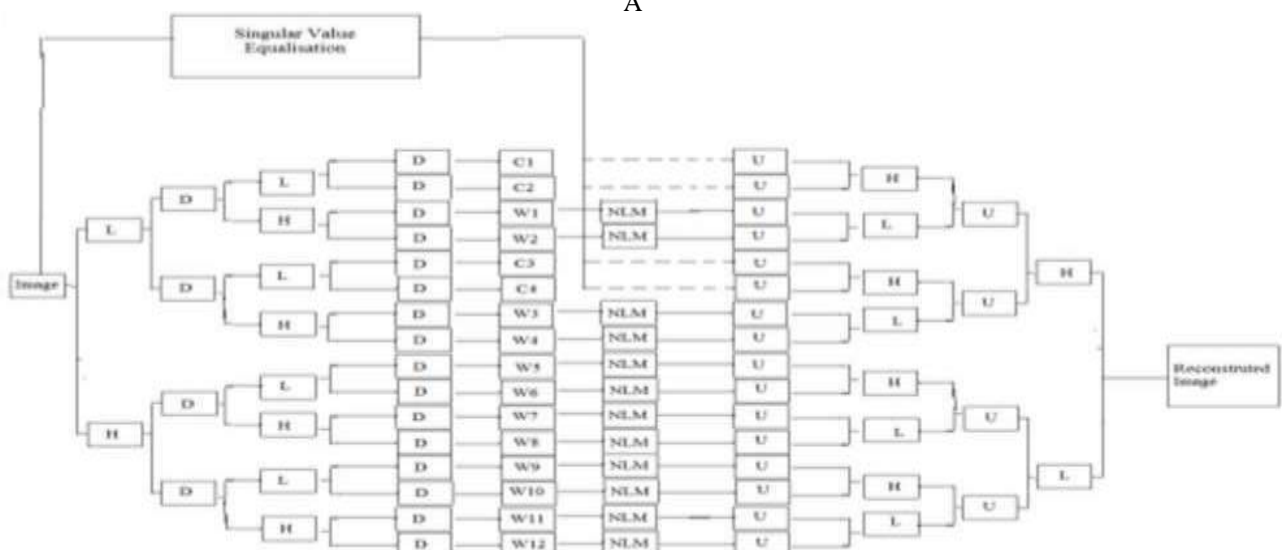 A
Singular Value
Equalisation
D C1 U
L H
D C2 U
D
D W1 NLM U U
H L
L
D W2 NLM U
D C3 U
L H H
Image D D C4 U
U
D W3 NLM U
H L
D W4 NLM U
D W5 NLM U
Reconstruted
Image
L H
D W6 NLM U
D
D W7 NLM U U
H L
H
D W8 NLM U
D W9 NLM U
L H L
D D W10 NLM U
U
D W11 NLM U
H L
D W12 NLM U